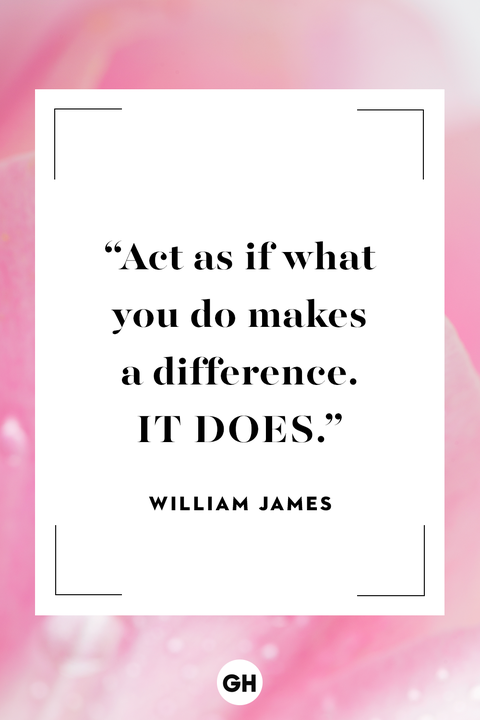 “Act as if what
you do makes
a difference.
IT DOES.”
WILLIAM JAMES
GH